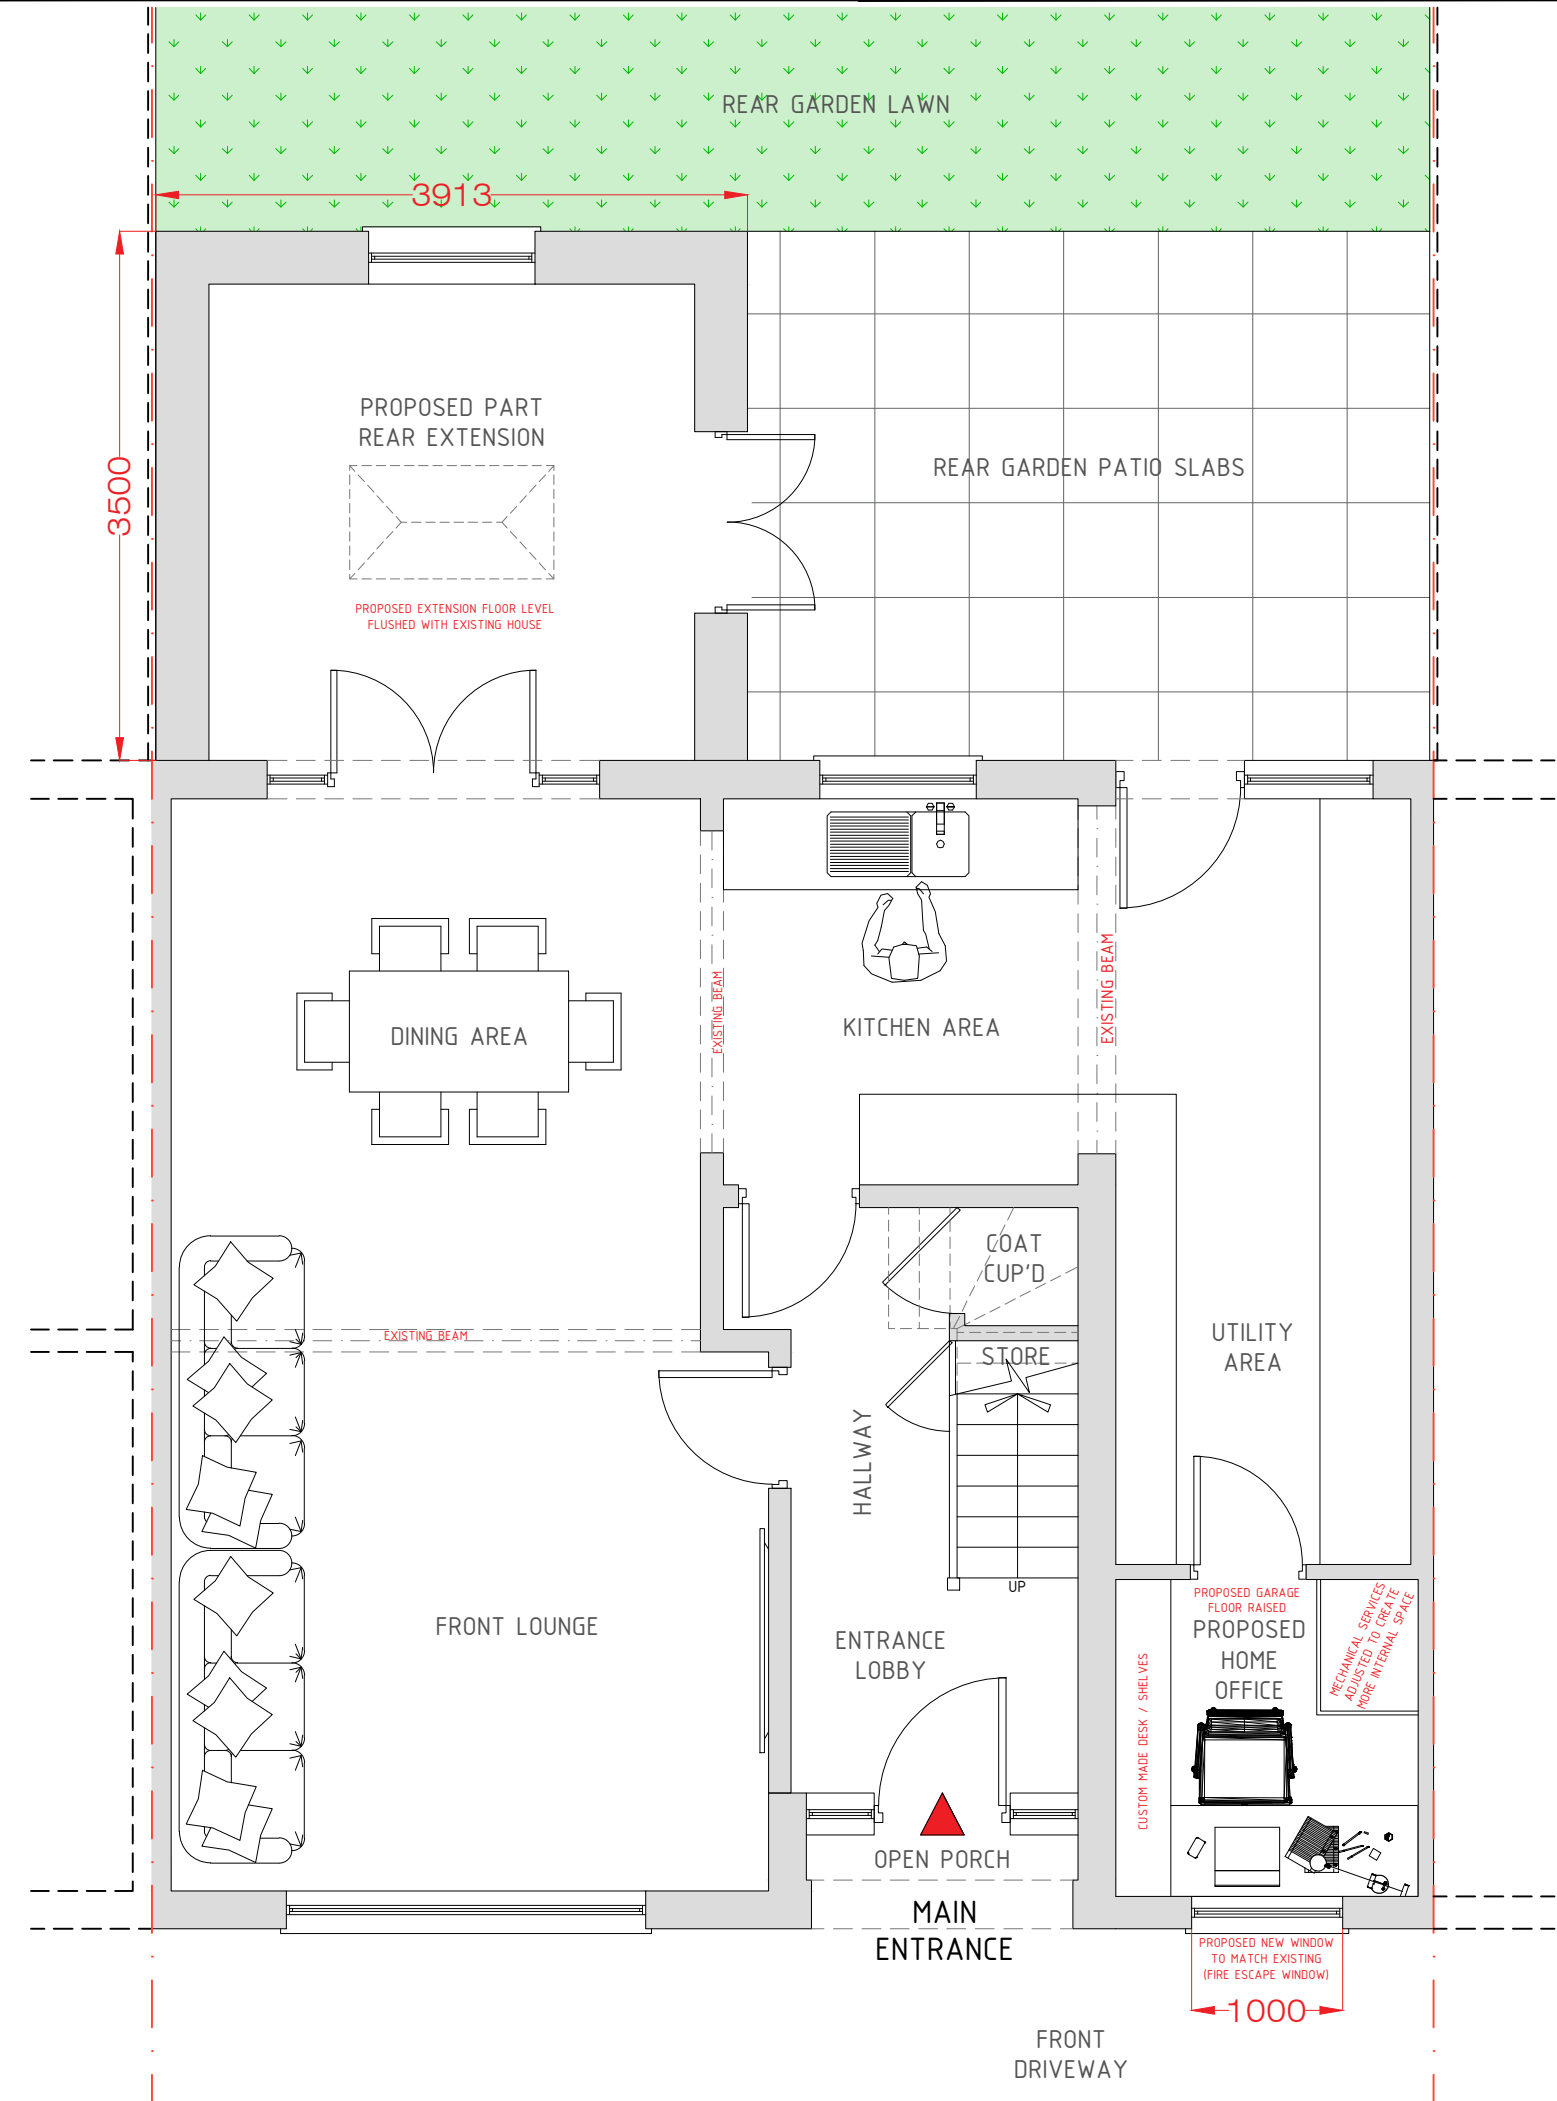 REAR GARDEN LAWN
3913
3500
PROPOSED PART
REAR EXTENSION
REAR GARDEN PATIO SLABS
PROPOSED EXTENSION FLOOR LEVEL
FLUSHED WITH EXISTING HOUSE
EXISTING BEAM
EXISTING BEAM
DINING AREA
KITCHEN AREA
COAT
CUP'D
EXISTING BEAM
STORE
UTILITY
AREA
HALLWAY
UP
FRONT LOUNGE
ENTRANCE
LOBBY
PROPOSED GARAGE
FLOOR RAISED
PROPOSED
HOME
OFFICE
MECHANICAL SERVICES
ADJUSTED TO CREATE
MORE INTERNAL SPACE
CUSTOM MADE DESK / SHELVES
OPEN PORCH
MAIN
ENTRANCE
PROPOSED NEW WINDOW
TO MATCH EXISTING
(FIRE ESCAPE WINDOW)
1000
FRONT
DRIVEWAY